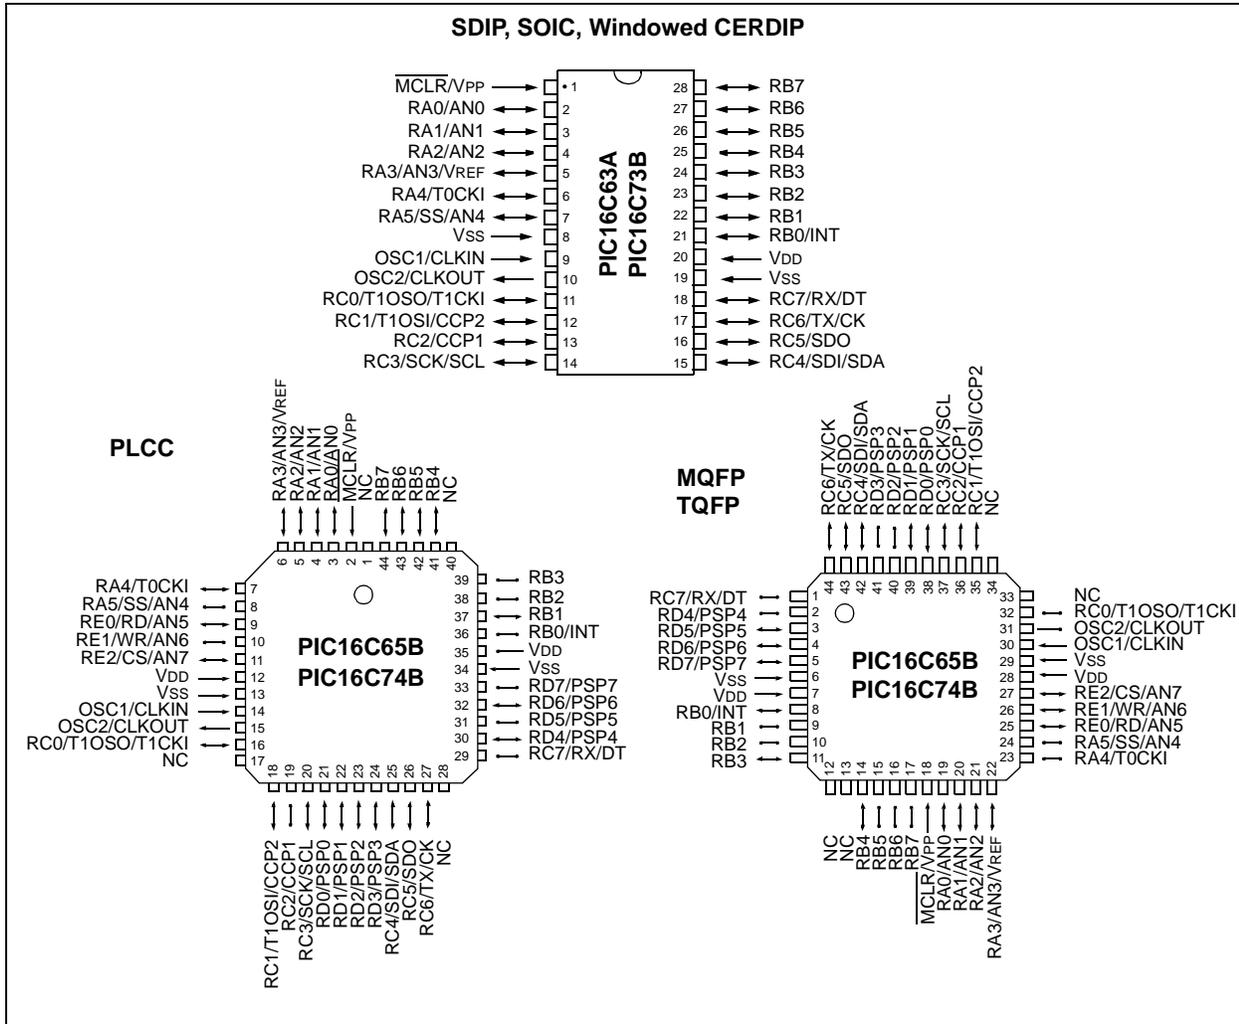 SDIP, SOIC, Windowed CERDIP
MCLR/VPP
RA0/AN0
RA1/AN1
RA2/AN2
RA3/AN3/VREF
RA4/T0CKI
RA5/SS/AN4
VSS
OSC1/CLKIN
OSC2/CLKOUT
RC0/T1OSO/T1CKI
RC1/T1OSI/CCP2
RC2/CCP1
RC3/SCK/SCL
• 1
2
3
4
5
6
7
8
9
10
11
12
13
14
PIC16C63A
PIC16C73B
28
27
26
25
24
23
22
21
20
19
18
17
16
15
RB7
RB6
RB5
RB4
RB3
RB2
RB1
RB0/INT
VDD
VSS
RC7/RX/DT
RC6/TX/CK
RC5/SDO
RC4/SDI/SDA
PLCC
RA3/AN3/VREF
RA2/AN2
RA1/AN1
RA0/AN0
MCLR/VPP
NC
RB7
RB6
RB5
RB4
NC
6
5
4
3
2
1
44
43
42
41
40
RA4/T0CKI
RA5/SS/AN4
RE0/RD/AN5
RE1/WR/AN6
RE2/CS/AN7
VDD
VSS
OSC1/CLKIN
OSC2/CLKOUT
RC0/T1OSO/T1CKI
NC
7
8
9
10
11
12
13
14
15
16
17
PIC16C65B
PIC16C74B
39
38
37
36
35
34
33
32
31
30
29
RB3
RB2
RB1
RB0/INT
VDD
VSS
RD7/PSP7
RD6/PSP6
RD5/PSP5
RD4/PSP4
RC7/RX/DT
18
19
20
21
22
23
24
25
26
27
28
RC1/T1OSI/CCP2
RC2/CCP1
RC3/SCK/SCL
RD0/PSP0
RD1/PSP1
RD2/PSP2
RD3/PSP3
RC4/SDI/SDA
RC5/SDO
RC6/TX/CK
NC
MQFP
TQFP
RC6/TX/CK
RC5/SDO
RC4/SDI/SDA
RD3/PSP3
RD2/PSP2
RD1/PSP1
RD0/PSP0
RC3/SCK/SCL
RC2/CCP1
RC1/T1OSI/CCP2
NC
44
43
42
41
40
39
38
37
36
35
34
RC7/RX/DT
RD4/PSP4
RD5/PSP5
RD6/PSP6
RD7/PSP7
VSS
VDD
RB0/INT
RB1
RB2
RB3
1
2
3
4
5
6
7
8
9
10
11
PIC16C65B
PIC16C74B
33
32
31
30
29
28
27
26
25
24
23
NC
RC0/T1OSO/T1CKI
OSC2/CLKOUT
OSC1/CLKIN
VSS
VDD
RE2/CS/AN7
RE1/WR/AN6
RE0/RD/AN5
RA5/SS/AN4
RA4/T0CKI
12
13
14
15
16
17
18
19
20
21
22
NC
NC
RB4
RB5
RB6
RB7
MCLR/VPP
RA0/AN0
RA1/AN1
RA2/AN2
RA3/AN3/VREF